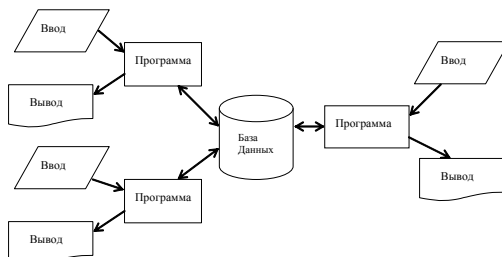 Ввод
Программа
Вывод
Ввод
Программа
Вывод
База
Данных
Программа
Ввод
Вывод